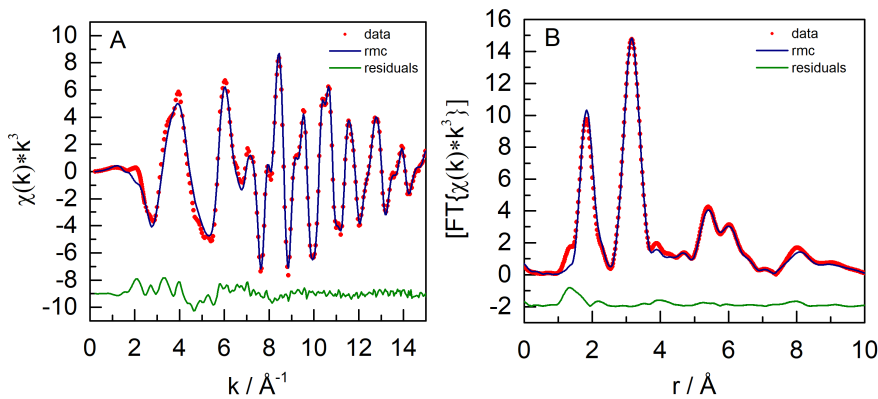 A
data
rmc
residuals
χ(k)*k³
10
8
6
4
2
0
-2
-4
-6
-8
-10
0 2 4 6 8 10 12 14
k / Å⁻¹
B
data
rmc
residuals
[FT{χ(k)*k³}]
16
14
12
10
8
6
4
2
0
-2
0 2 4 6 8 10
r / Å